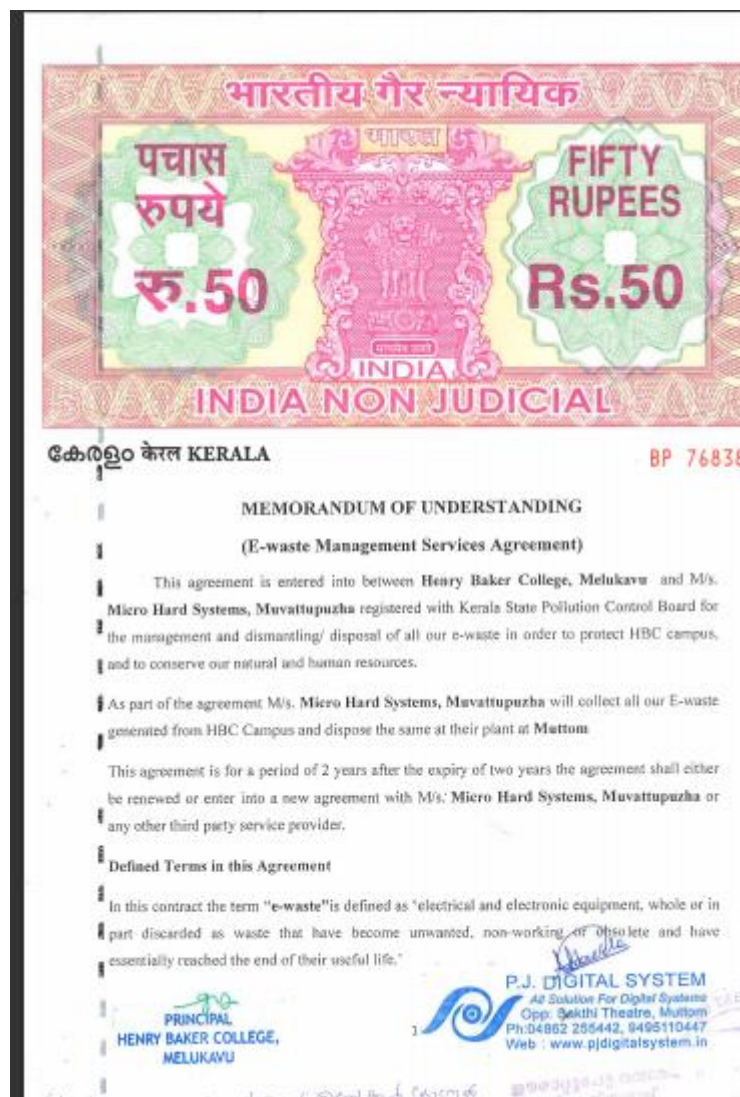 भारतीय गैर न्यायिक
भारत
पचास
रुपये
रु.50
FIFTY
RUPEES
Rs.50
सत्यमेव जयते
INDIA
INDIA NON JUDICIAL
കേരളം केरल KERALA
BP 76838
MEMORANDUM OF UNDERSTANDING
(E-waste Management Services Agreement)
This agreement is entered into between Henry Baker College, Melukavu and M/s.
Micro Hard Systems, Muvattupuzha registered with Kerala State Pollution Control Board for
the management and dismantling/ disposal of all our e-waste in order to protect HBC campus,
and to conserve our natural and human resources.
As part of the agreement M/s. Micro Hard Systems, Muvattupuzha will collect all our E-waste
generated from HBC Campus and dispose the same at their plant at Muttom
This agreement is for a period of 2 years after the expiry of two years the agreement shall either
be renewed or enter into a new agreement with M/s. Micro Hard Systems, Muvattupuzha or
any other third party service provider.
Defined Terms in this Agreement
In this contract the term "e-waste"is defined as "electrical and electronic equipment, whole or in
part discarded as waste that have become unwanted, non-working or obsolete and have
essentially reached the end of their useful life."
PRINCIPAL
HENRY BAKER COLLEGE,
MELUKAVU
1
P.J. DIGITAL SYSTEM
All Solution For Digital Systems
Opp: Sakthi Theatre, Muttom
Ph:04862 255442, 9495110447
Web : www.pjdigitalsystem.in